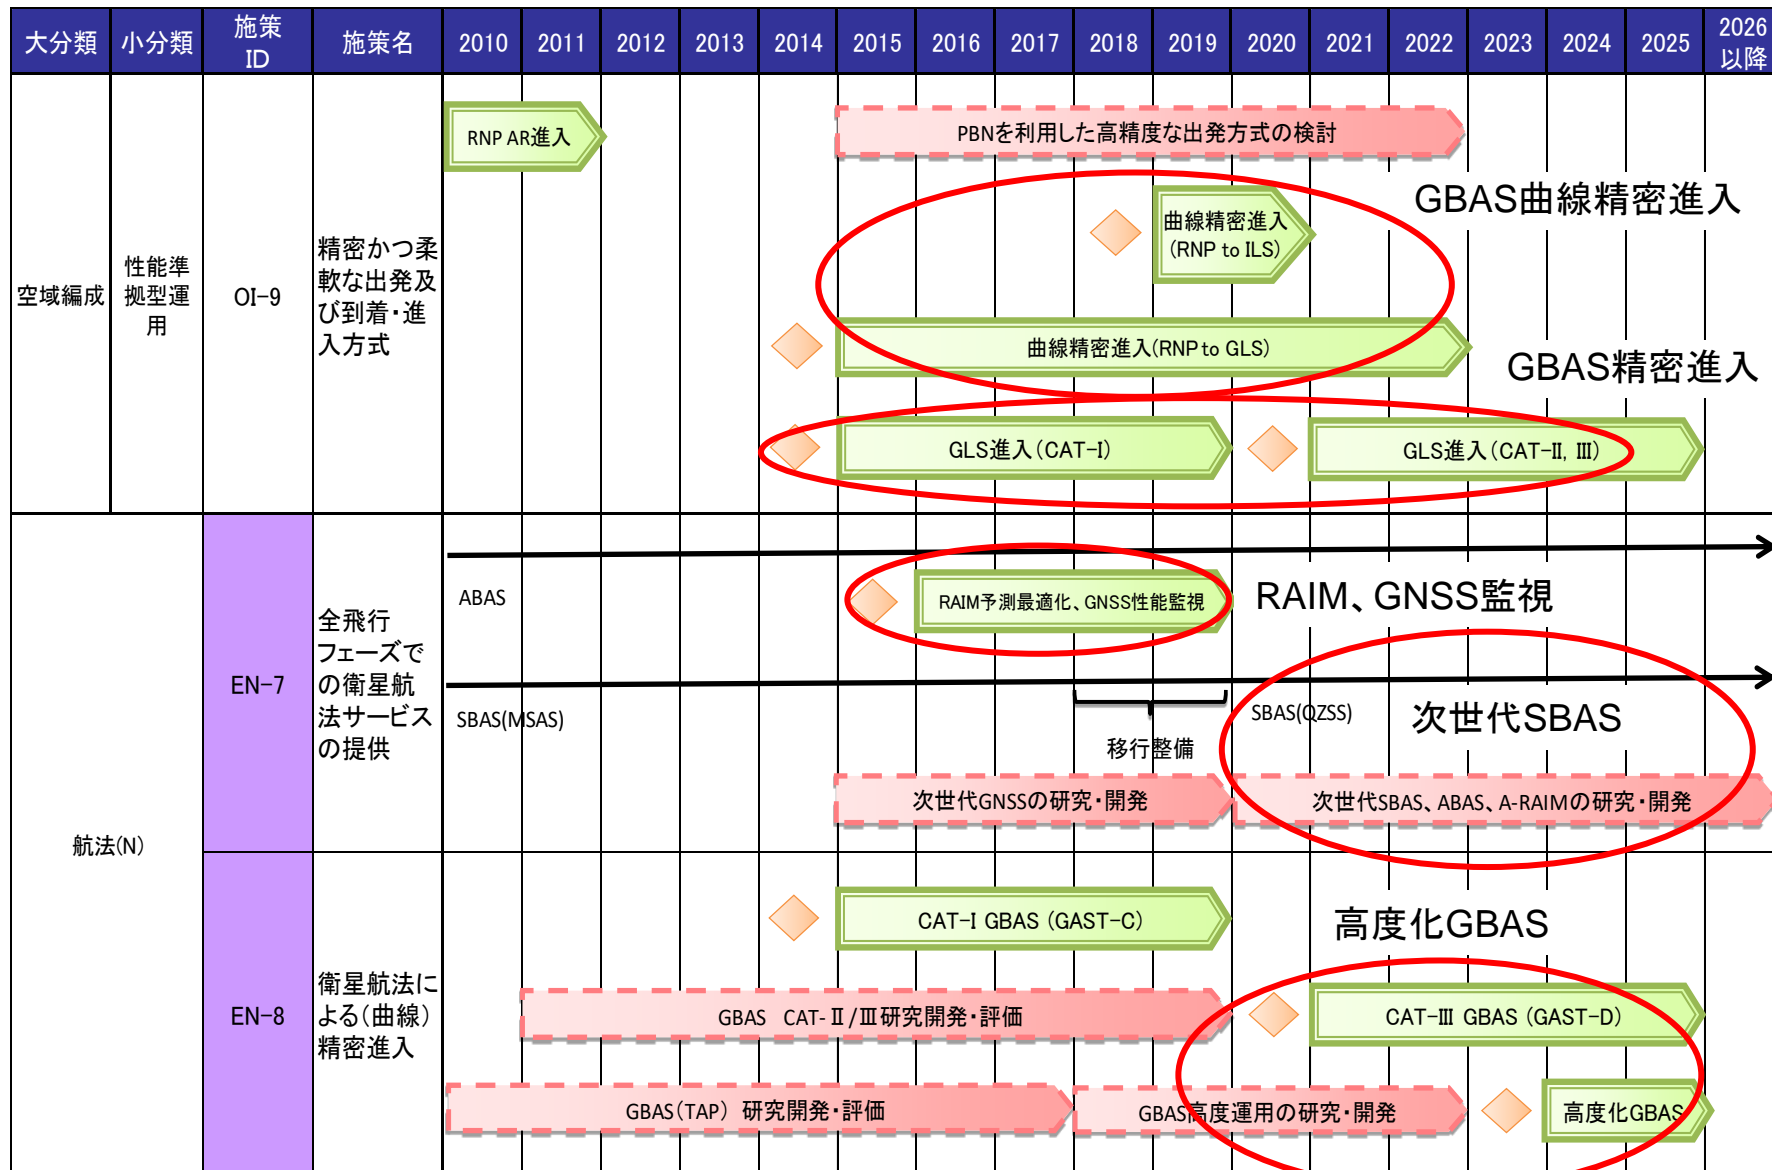 大分類 小分類 施策 ID 施策名 2010 2011 2012 2013 2014 2015 2016 2017 2018 2019 2020 2021 2022 2023 2024 2025 2026 以降
RNP AR進入
PBNを利用した高精度な出発方式の検討
GBAS曲線精密進入
曲線精密進入
(RNP to ILS)
空域編成
性能準
拠型運
用
OI-9
精密かつ柔
軟な出発及
び到着・進
入方式
曲線精密進入(RNP to GLS)
GBAS精密進入
GLS進入(CAT-I)
GLS進入(CAT-II, III)
航法(N)
EN-7
全飛行
フェーズで
の衛星航
法サービス
の提供
ABAS
RAIM予測最適化、GNSS性能監視
RAIM、GNSS監視
SBAS(MSAS)
移行整備
SBAS(QZSS)
次世代SBAS
次世代GNSSの研究・開発
次世代SBAS、ABAS、A-RAIMの研究・開発
EN-8
衛星航法に
よる(曲線)
精密進入
CAT-I GBAS (GAST-C)
高度化GBAS
GBAS CAT-Ⅱ/Ⅲ研究開発・評価
CAT-III GBAS (GAST-D)
GBAS(TAP) 研究開発・評価
GBAS高度運用の研究・開発
高度化GBAS